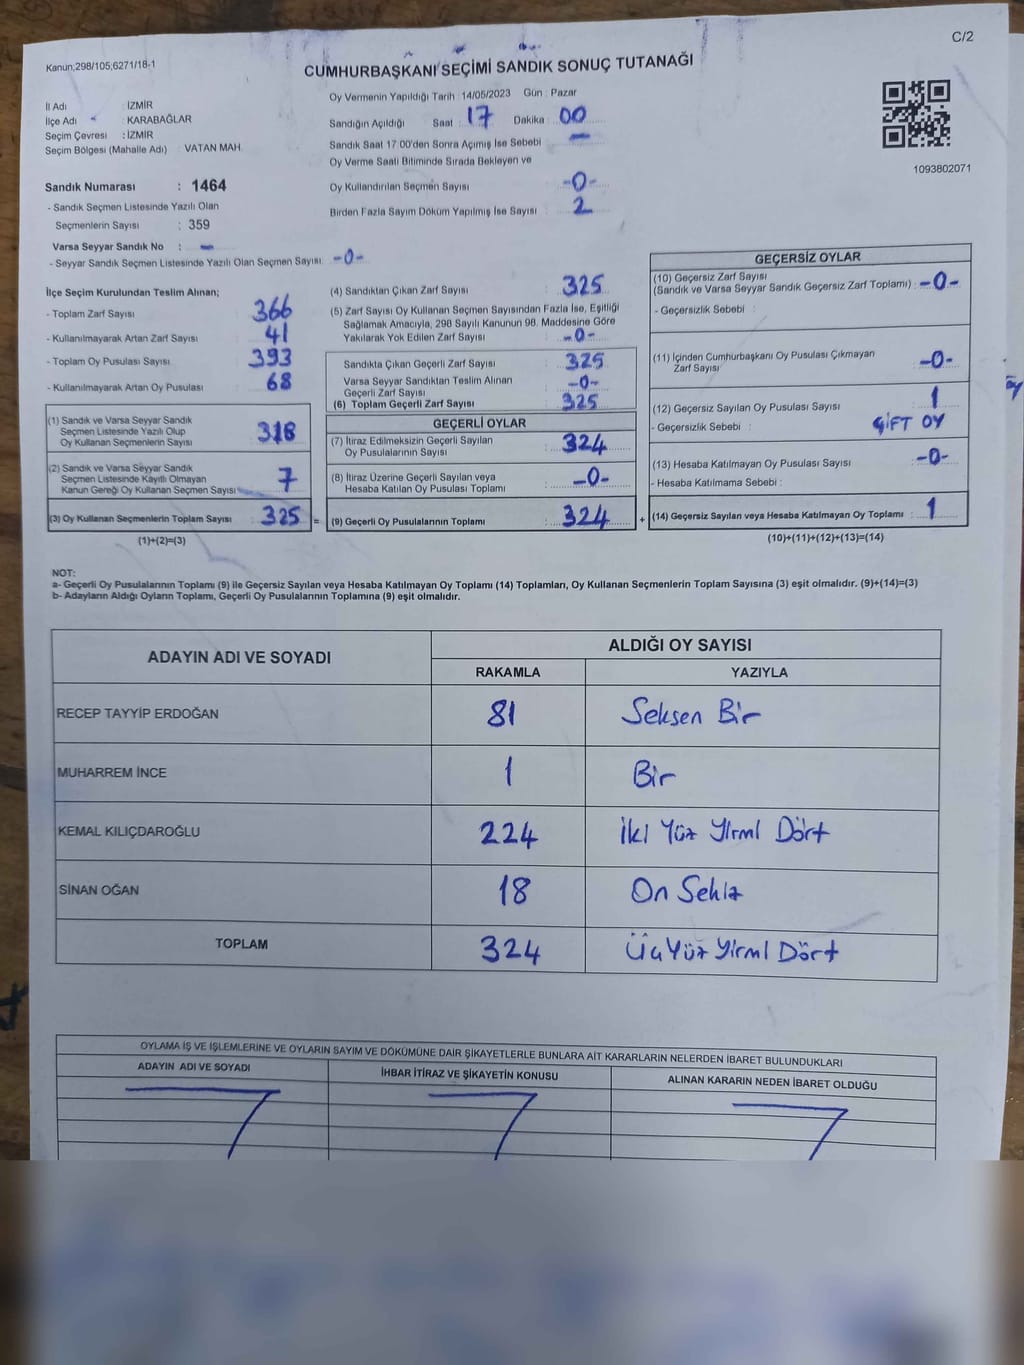 C/2
Kanun;298/105;6271/18-1
CUMHURBAŞKANI SEÇİMİ SANDIK SONUÇ TUTANAĞI
Oy Vermenin Yapıldığı Tarih : 14/05/2023 Gün : Pazar
İl Adı : İZMİR
İlçe Adı : KARABAĞLAR
Seçim Çevresi : İZMİR
Seçim Bölgesi (Mahalle Adı) VATAN MAH.
Sandığın Açıldığı Saat : 17 Dakika : 00
Sandık Saat 17:00'den Sonra Açımış İse Sebebi : —
Oy Verme Saati Bitiminde Sırada Bekleyen ve
Oy Kullandırılan Seçmen Sayısı : -0-
Birden Fazla Sayım Döküm Yapılmış İse Sayısı : 2
1093802071
Sandık Numarası : 1464
- Sandık Seçmen Listesinde Yazılı Olan
Seçmenlerin Sayısı : 359
Varsa Seyyar Sandık No : —
- Seyyar Sandık Seçmen Listesinde Yazılı Olan Seçmen Sayısı: -0-
İlçe Seçim Kurulundan Teslim Alınan;
- Toplam Zarf Sayısı : 366
- Kullanılmayarak Artan Zarf Sayısı : 41
- Toplam Oy Pusulası Sayısı : 393
- Kullanılmayarak Artan Oy Pusulası : 68
(1) Sandık ve Varsa Seyyar Sandık
Seçmen Listesinde Yazılı Olup
Oy Kullanan Seçmenlerin Sayısı : 318
(2) Sandık ve Varsa Seyyar Sandık
Seçmen Listesinde Kayıtlı Olmayan
Kanun Gereği Oy Kullanan Seçmen Sayısı : 7
(3) Oy Kullanan Seçmenlerin Toplam Sayısı : 325 =
(1)+(2)=(3)
(4) Sandıktan Çıkan Zarf Sayısı : 325
(5) Zarf Sayısı Oy Kullanan Seçmen Sayısından Fazla İse, Eşitliği
Sağlamak Amacıyla, 298 Sayılı Kanunun 98. Maddesine Göre
Yakılarak Yok Edilen Zarf Sayısı : -0-
Sandıkta Çıkan Geçerli Zarf Sayısı : 325
Varsa Seyyar Sandıktan Teslim Alınan
Geçerli Zarf Sayısı : -0-
(6) Toplam Geçerli Zarf Sayısı : 325
GEÇERLİ OYLAR
(7) İtiraz Edilmeksizin Geçerli Sayılan
Oy Pusulalarının Sayısı : 324
(8) İtiraz Üzerine Geçerli Sayılan veya
Hesaba Katılan Oy Pusulası Toplamı : -0-
(9) Geçerli Oy Pusulalarının Toplamı : 324 +
GEÇERSİZ OYLAR
(10) Geçersiz Zarf Sayısı
(Sandık ve Varsa Seyyar Sandık Geçersiz Zarf Toplamı) : -0-
- Geçersizlik Sebebi :
(11) İçinden Cumhurbaşkanı Oy Pusulası Çıkmayan
Zarf Sayısı : -0-
(12) Geçersiz Sayılan Oy Pusulası Sayısı : 1
- Geçersizlik Sebebi : ÇİFT OY
(13) Hesaba Katılmayan Oy Pusulası Sayısı : -0-
- Hesaba Katılmama Sebebi :
(14) Geçersiz Sayılan veya Hesaba Katılmayan Oy Toplamı : 1
(10)+(11)+(12)+(13)=(14)
NOT:
a- Geçerli Oy Pusulalarının Toplamı (9) ile Geçersiz Sayılan veya Hesaba Katılmayan Oy Toplamı (14) Toplamları, Oy Kullanan Seçmenlerin Toplam Sayısına (3) eşit olmalıdır. (9)+(14)=(3)
b- Adayların Aldığı Oyların Toplamı, Geçerli Oy Pusulalarının Toplamına (9) eşit olmalıdır.
ADAYIN ADI VE SOYADI ALDIĞI OY SAYISI
RAKAMLA YAZIYLA
RECEP TAYYİP ERDOĞAN 81 Seksen Bir
MUHARREM İNCE 1 Bir
KEMAL KILIÇDAROĞLU 224 İki Yüz Yirmi Dört
SİNAN OĞAN 18 On Sekiz
TOPLAM 324 Üç Yüz Yirmi Dört
OYLAMA İŞ VE İŞLEMLERİNE VE OYLARIN SAYIM VE DÖKÜMÜNE DAİR ŞİKAYETLERLE BUNLARA AİT KARARLARIN NELERDEN İBARET BULUNDUKLARI
ADAYIN ADI VE SOYADI İHBAR İTİRAZ VE ŞİKAYETİN KONUSU ALINAN KARARIN NEDEN İBARET OLDUĞU